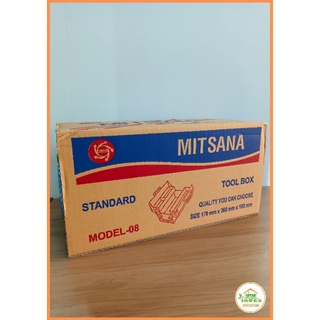 MITSANA
TOOL BOX
STANDARD
QUALITY YOU CAN CHOOSE
MODEL-08